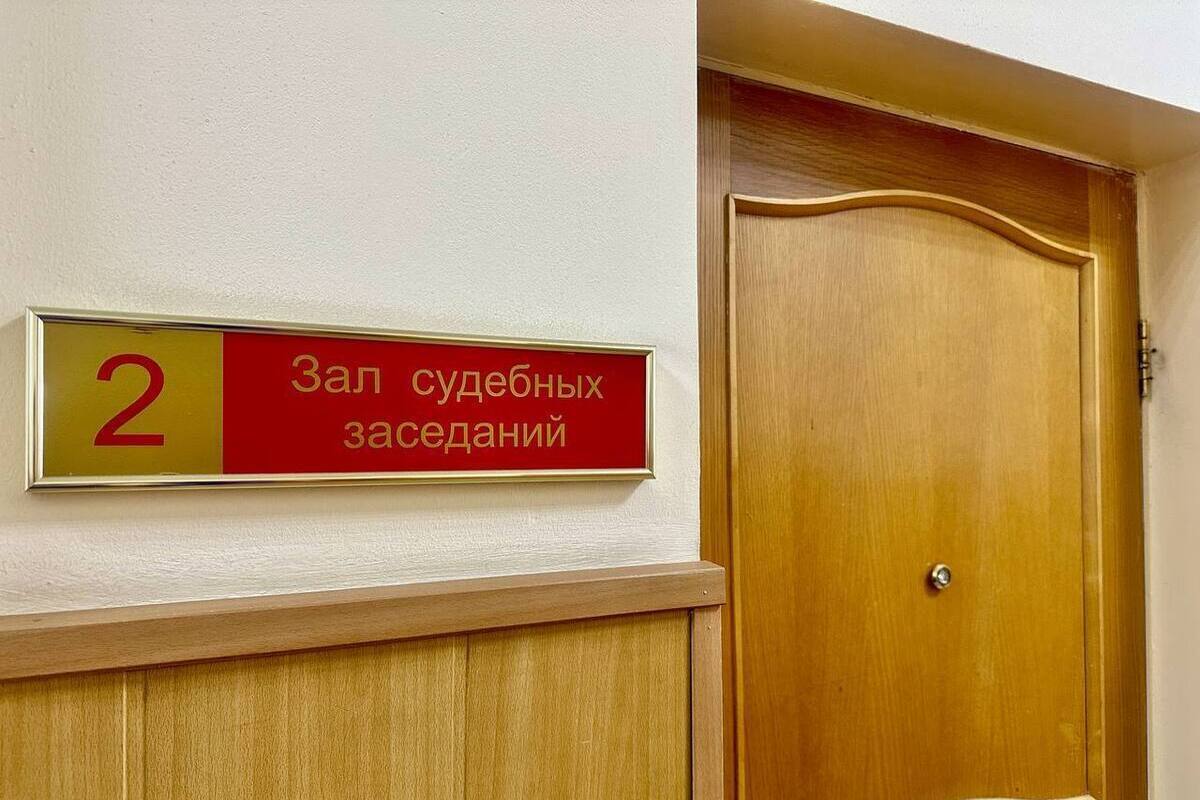 2
Зал судебных
заседаний